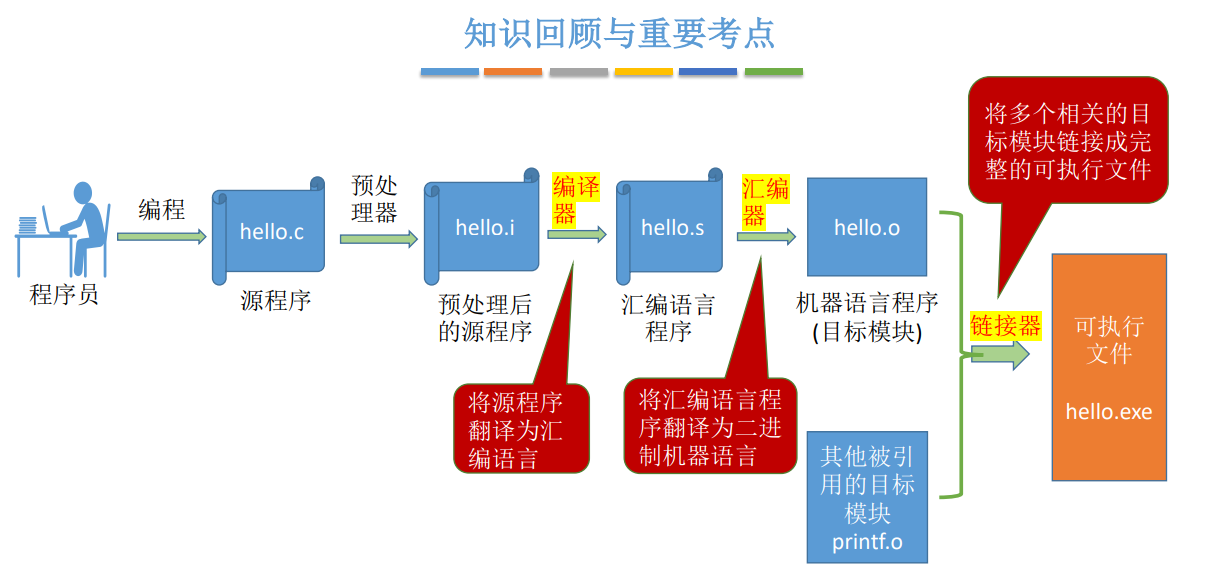 知识回顾与重要考点
编程
程序员
hello.c
源程序
预处
理器
hello.i
预处理后
的源程序
编译
器
将源程序
翻译为汇
编语言
hello.s
汇编语言
程序
汇编
器
将汇编语言程
序翻译为二进
制机器语言
hello.o
机器语言程序
(目标模块)
其他被引
用的目标
模块
printf.o
链接器
将多个相关的目
标模块链接成完
整的可执行文件
可执行
文件
hello.exe